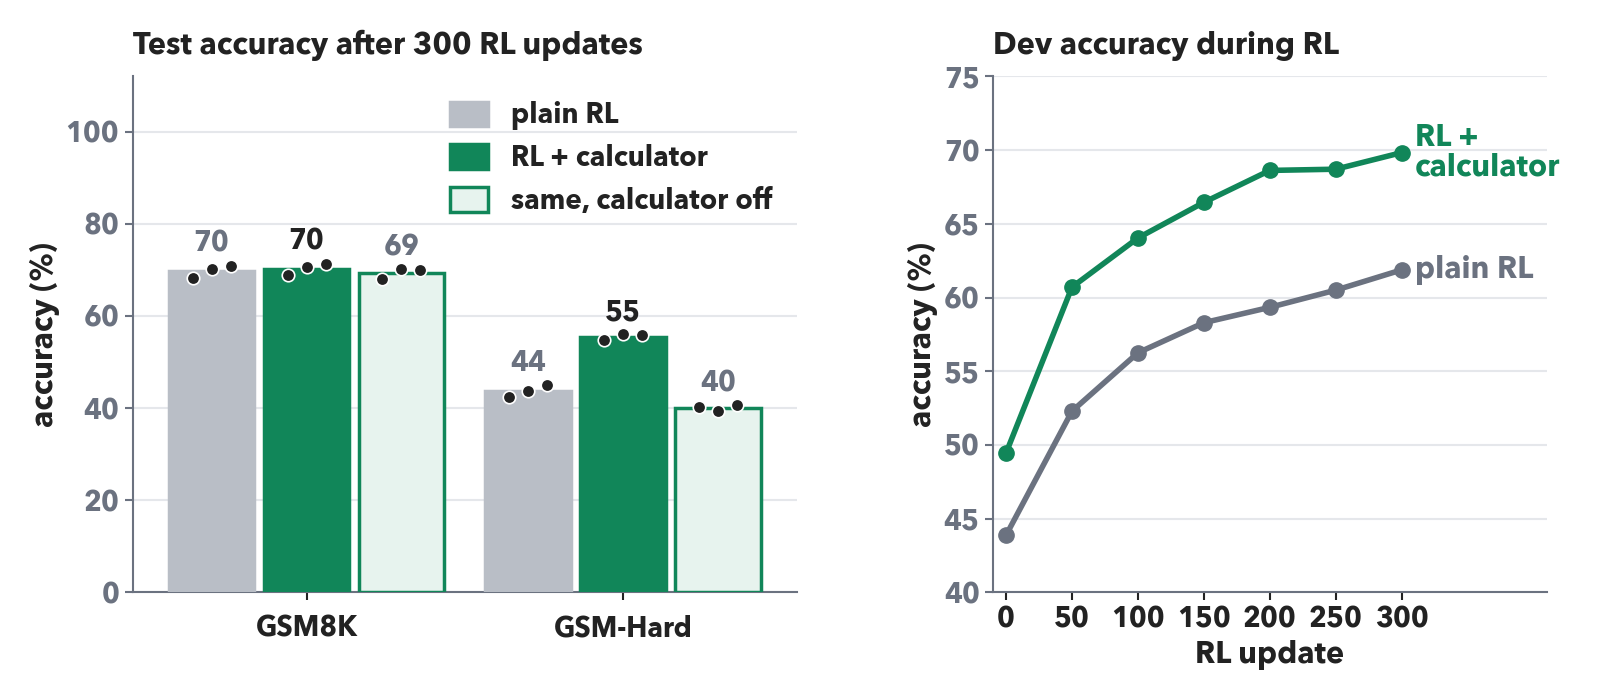 Test accuracy after 300 RL updates
accuracy (%)
100
80
60
40
20
0
plain RL
RL + calculator
same, calculator off
70
70
69
44
55
40
GSM8K
GSM-Hard
Dev accuracy during RL
accuracy (%)
75
70
65
60
55
50
45
40
RL +
calculator
plain RL
0 50 100 150 200 250 300
RL update